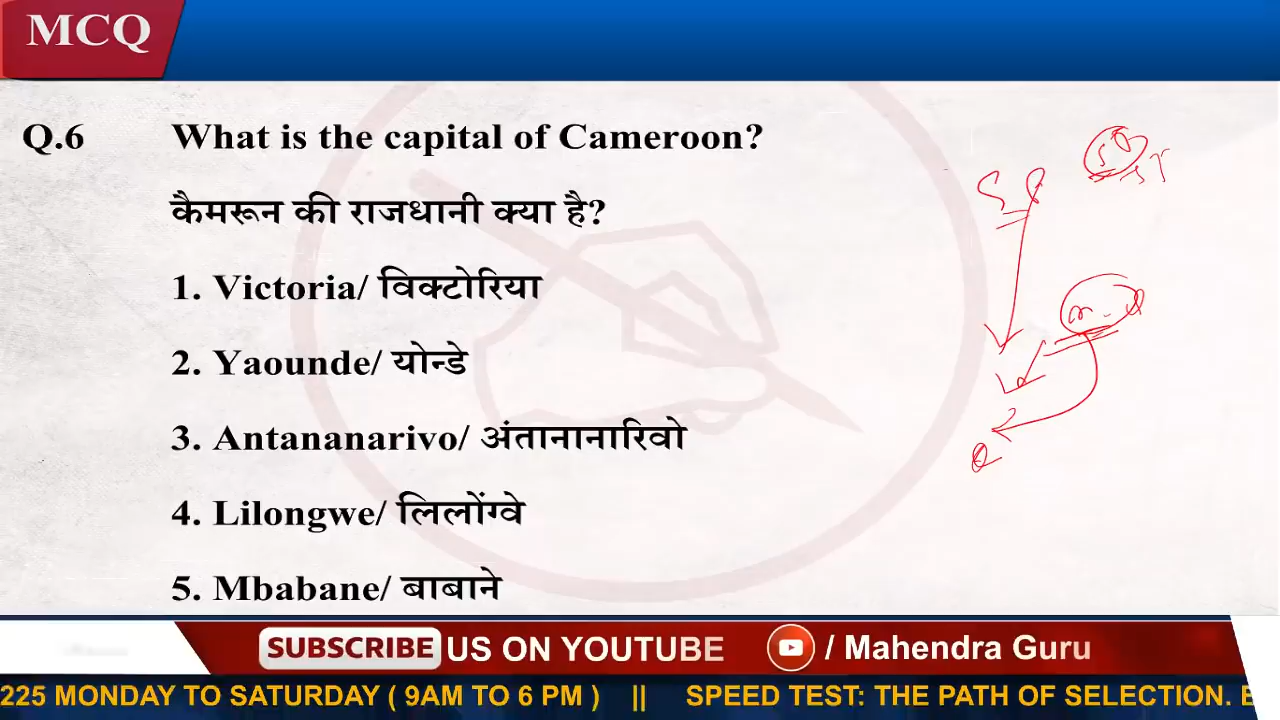 MCQ
Q.6 What is the capital of Cameroon?
कैमरून की राजधानी क्या है?
1. Victoria/ विक्टोरिया
2. Yaounde/ योन्डे
3. Antananarivo/ अंतानानारिवो
4. Lilongwe/ लिलोंग्वे
5. Mbabane/ बाबाने
SUBSCRIBE US ON YOUTUBE / Mahendra Guru
225 MONDAY TO SATURDAY ( 9AM TO 6 PM ) || SPEED TEST: THE PATH OF SELECTION.